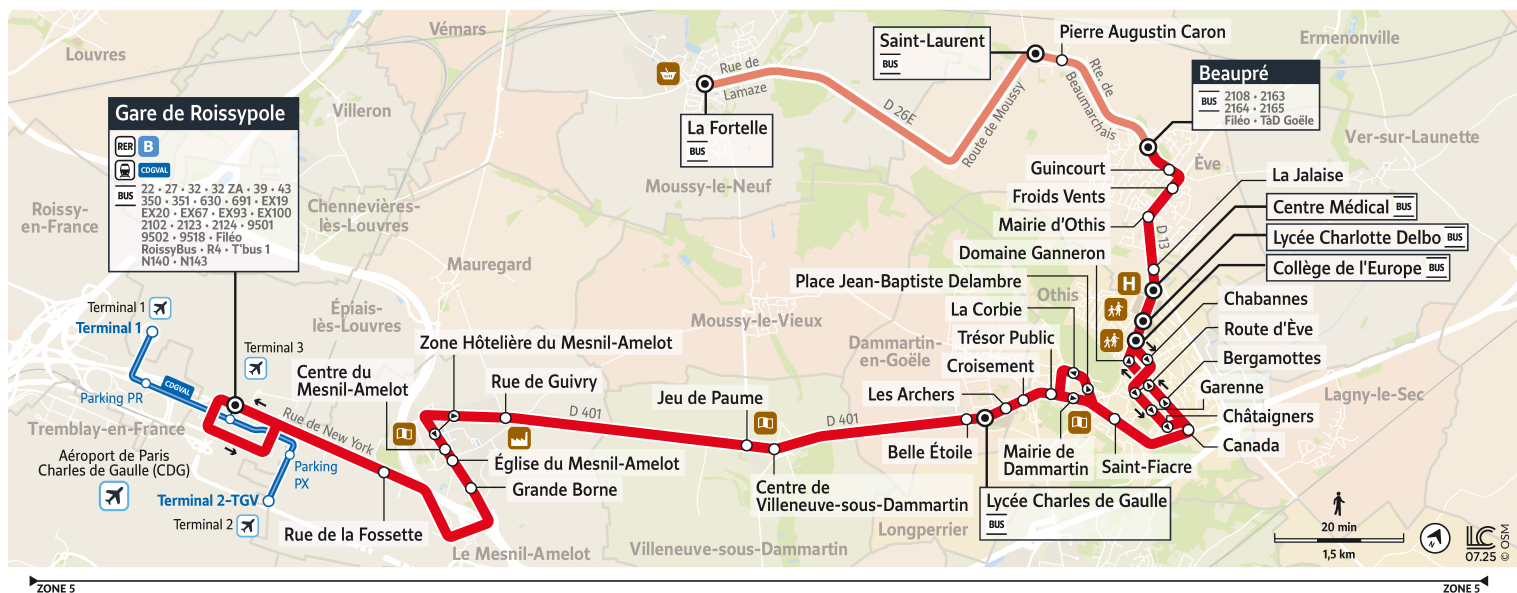 Louvres
Vémars
Villeron
Roissy-
en-France
Chennevières-
lès-Louvres
Mauregard
Épiais-
lès-Louvres
Moussy-le-Neuf
Moussy-le-Vieux
Ermenonville
Ver-sur-Launette
Ève
Othis
Dammartin-
en-Goële
Lagny-le-Sec
Longperrier
Villeneuve-sous-Dammartin
Le Mesnil-Amelot
Tremblay-en-France
Gare de Roissypole
RER B
CDGVAL
BUS
22 • 27 • 32 • 32 ZA • 39 • 43
350 • 351 • 630 • 691 • EX19
EX20 • EX67 • EX93 • EX100
2102 • 2123 • 2124 • 9501
9502 • 9518 • Filéo
RoissyBus • R4 • T'bus 1
N140 • N143
Terminal 1
Terminal 1
Terminal 3
CDGVAL
Parking PR
Aéroport de Paris
Charles de Gaulle (CDG)
Parking
PX
Terminal 2–TGV
Terminal 2
Rue de New York
Rue de la Fossette
Centre du
Mesnil-Amelot
Zone Hôtelière du Mesnil-Amelot
Rue de Guivry
Église du Mesnil-Amelot
Grande Borne
D 401
Jeu de Paume
Centre de
Villeneuve-sous-Dammartin
D 401
Belle Étoile
Lycée Charles de Gaulle
BUS
Les Archers
Croisement
Trésor Public
La Corbie
Place Jean-Baptiste Delambre
Domaine Ganneron
Mairie de
Dammartin
Saint-Fiacre
Canada
Châtaigners
Garenne
Bergamottes
Route d'Ève
Chabannes
Collège de l'Europe BUS
Lycée Charlotte Delbo BUS
Centre Médical BUS
La Jalaise
H
D 13
Mairie d'Othis
Froids Vents
Guincourt
Beaupré
BUS
2108 • 2163
2164 • 2165
Filéo • TàD Goële
Rte. de
Beaumarchais
Pierre Augustin Caron
Saint-Laurent
BUS
Route de Moussy
D 26E
Rue de
Lamaze
La Fortelle
BUS
20 min
1,5 km
LC
07.25
© OSM
ZONE 5
ZONE 5